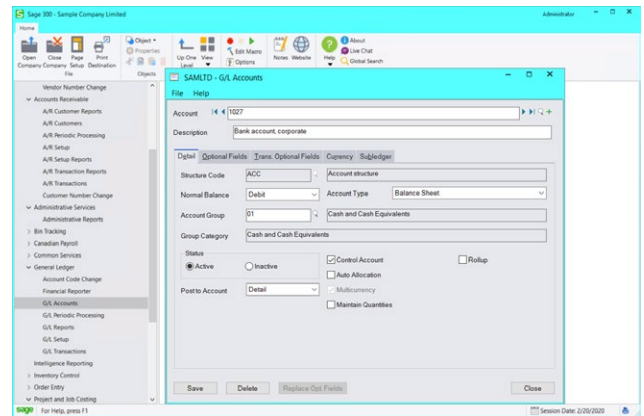 Sage 300 - Sample Company Limited
Administrator
Home
Open Company
Close Company
Page Setup
Print Destination
File
Object
Properties
Objects
Up One Level
View
Edit Macro
Options
Notes
Website
Help
About
Live Chat
Global Search
Vendor Number Change
Accounts Receivable
A/R Customer Reports
A/R Customers
A/R Periodic Processing
A/R Setup
A/R Setup Reports
A/R Transaction Reports
A/R Transactions
Customer Number Change
Administrative Services
Administrative Reports
Bin Tracking
Canadian Payroll
Common Services
General Ledger
Account Code Change
Financial Reporter
G/L Accounts
G/L Periodic Processing
G/L Reports
G/L Setup
G/L Transactions
Intelligence Reporting
Inventory Control
Order Entry
Project and Job Costing
SAMLTD - G/L Accounts
File Help
Account 1027
Description Bank account, corporate
Detail Optional Fields Trans. Optional Fields Currency Subledger
Structure Code ACC Account structure
Normal Balance Debit Account Type Balance Sheet
Account Group 01 Cash and Cash Equivalents
Group Category Cash and Cash Equivalents
Status
Active Inactive
Control Account Rollup
Auto Allocation
Post to Account Detail Multicurrency
Maintain Quantities
Save Delete Replace Opt. Fields Close
sage For Help, press F1 Session Date: 2/20/2020